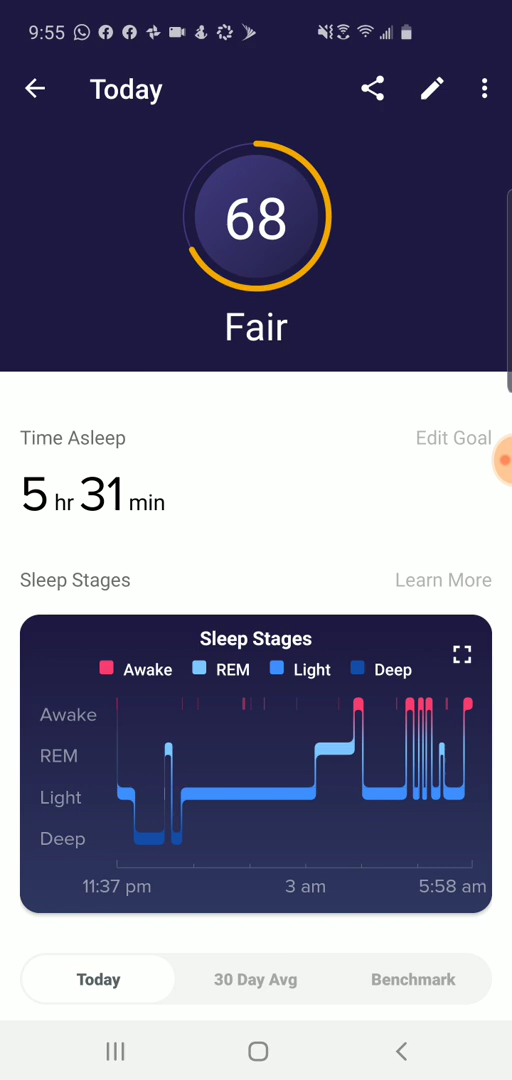 9:55
Today
68
Fair
Time Asleep Edit Goal
5 hr 31 min
Sleep Stages Learn More
Sleep Stages
Awake REM Light Deep
Awake
REM
Light
Deep
11:37 pm 3 am 5:58 am
Today 30 Day Avg Benchmark